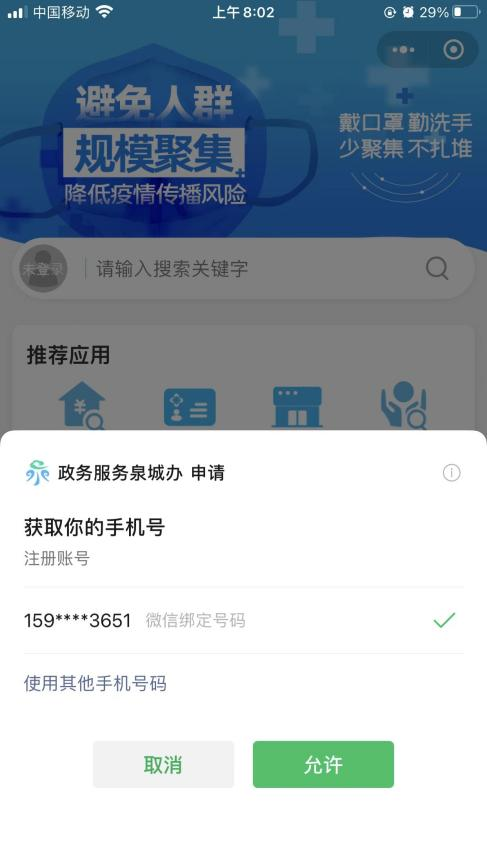 中国移动
上午8:02
29%
避免人群
规模聚集
降低疫情传播风险
戴口罩 勤洗手
少聚集 不扎堆
未登录
请输入搜索关键字
推荐应用
政务服务泉城办 申请
获取你的手机号
注册账号
159****3651 微信绑定号码
使用其他手机号码
取消
允许